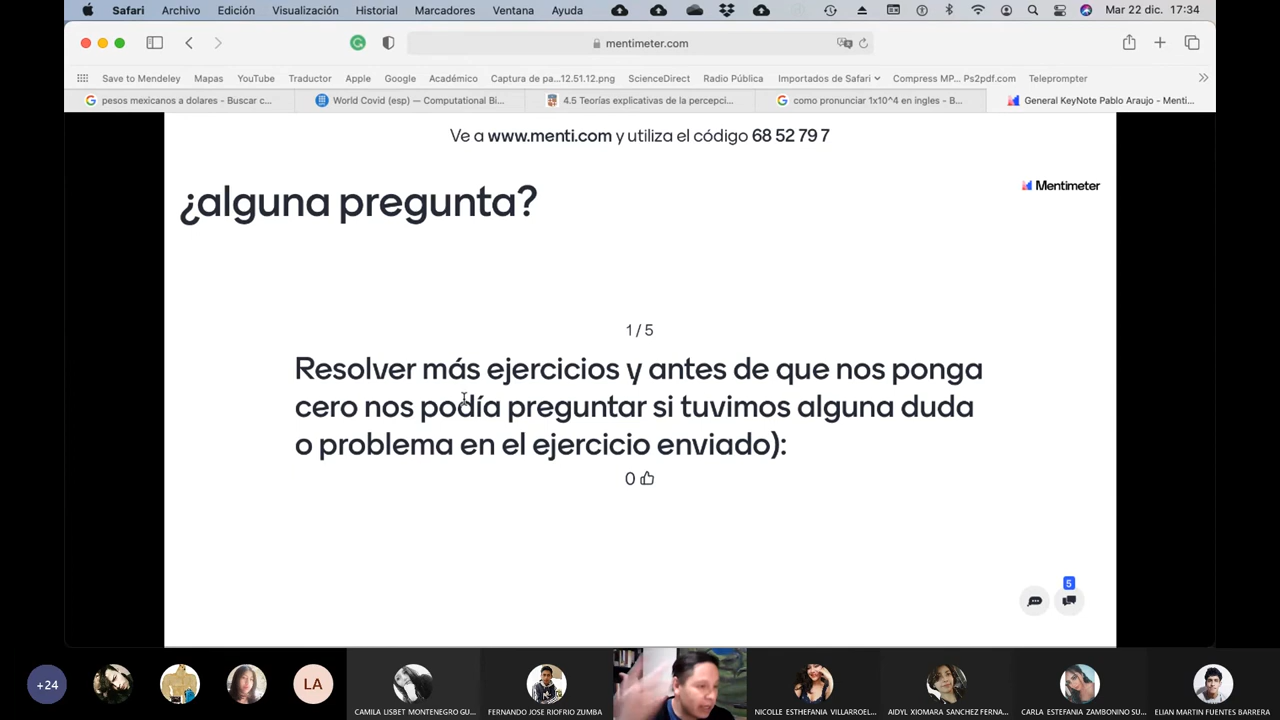 Safari Archivo Edición Visualización Historial Marcadores Ventana Ayuda Mar 22 dic. 17:34
mentimeter.com
Save to Mendeley Mapas YouTube Traductor Apple Google Académico Captura de pa...12.51.12.png ScienceDirect Radio Pública Importados de Safari Compress MP... Ps2pdf.com Teleprompter
pesos mexicanos a dolares - Buscar c... World Covid (esp) — Computational Bi... 4.5 Teorías explicativas de la percepci... como pronunciar 1x10^4 en ingles - B... General KeyNote Pablo Araujo - Menti...
Ve a www.menti.com y utiliza el código 68 52 79 7
Mentimeter
¿alguna pregunta?
1 / 5
Resolver más ejercicios y antes de que nos ponga
cero nos podía preguntar si tuvimos alguna duda
o problema en el ejercicio enviado):
0
5
+24 LA
CAMILA LISBET MONTENEGRO GU... FERNANDO JOSE RIOFRIO ZUMBA NICOLLE ESTHEFANIA VILLARROEL... AIDYL XIOMARA SANCHEZ FERNA... CARLA ESTEFANIA ZAMBONINO SU... ELIAN MARTIN FUENTES BARRERA